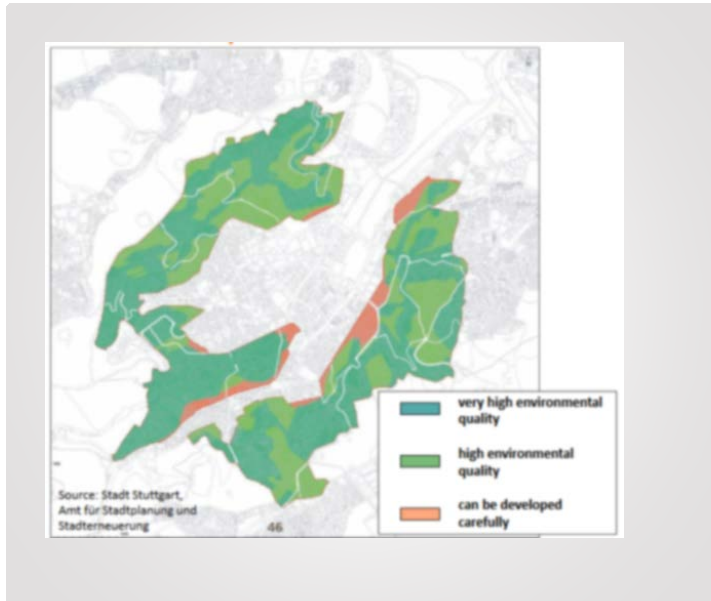 very high environmental
quality
high environmental
quality
can be developed
carefully
Source: Stadt Stuttgart,
Amt für Stadtplanung und
Stadterneuerung
46